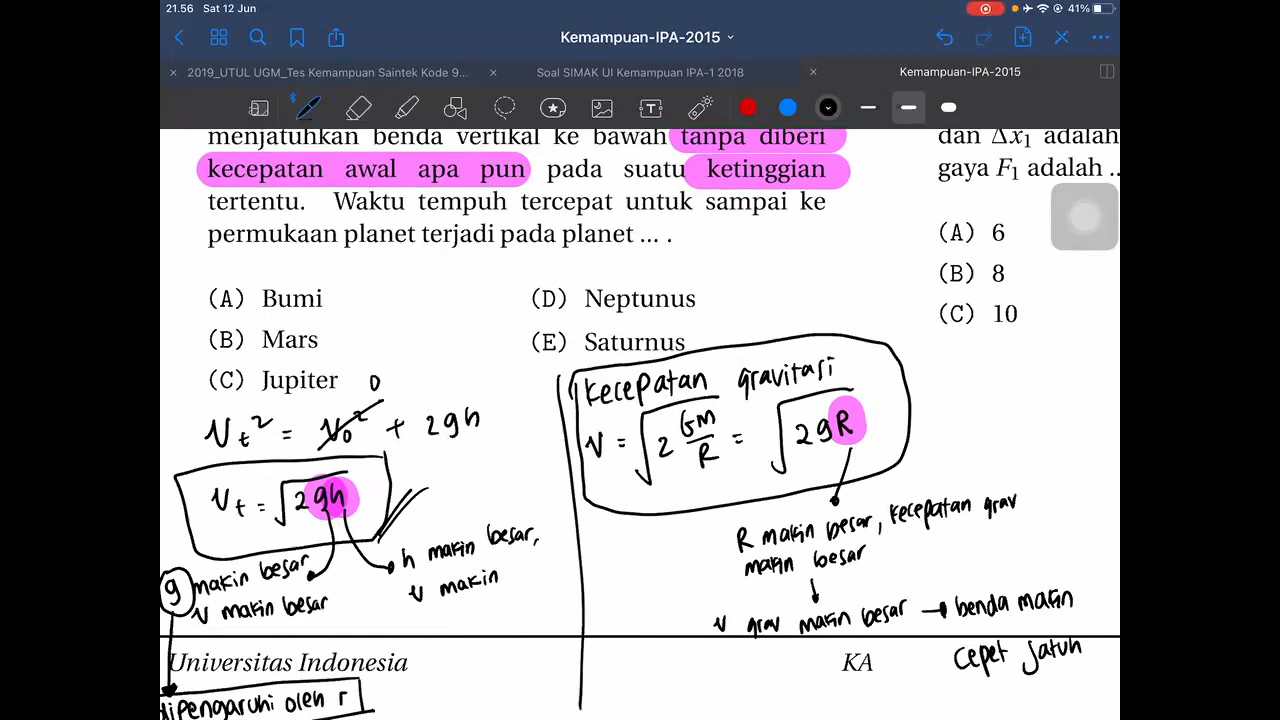 21.56 Sat 12 Jun
41%
Kemampuan-IPA-2015
2019_UTUL UGM_Tes Kemampuan Saintek Kode 9...
Soal SIMAK UI Kemampuan IPA-1 2018
Kemampuan-IPA-2015
menjatuhkan benda vertikal ke bawah tanpa diberi
kecepatan awal apa pun pada suatu ketinggian
tertentu. Waktu tempuh tercepat untuk sampai ke
permukaan planet terjadi pada planet ... .
(A) Bumi
(B) Mars
(C) Jupiter
(D) Neptunus
(E) Saturnus
dan Δx₁ adalah
gaya F₁ adalah ..
(A) 6
(B) 8
(C) 10
0
Vt² = V₀² + 2gh
Vt = √2gh
g makin besar
v makin besar
h makin besar,
v makin
dipengaruhi oleh r
kecepatan gravitasi
v = √2 GM/R = √2gR
R makin besar, kecepatan grav
makin besar
v grav makin besar → benda makin
cepet jatuh
Universitas Indonesia
KA